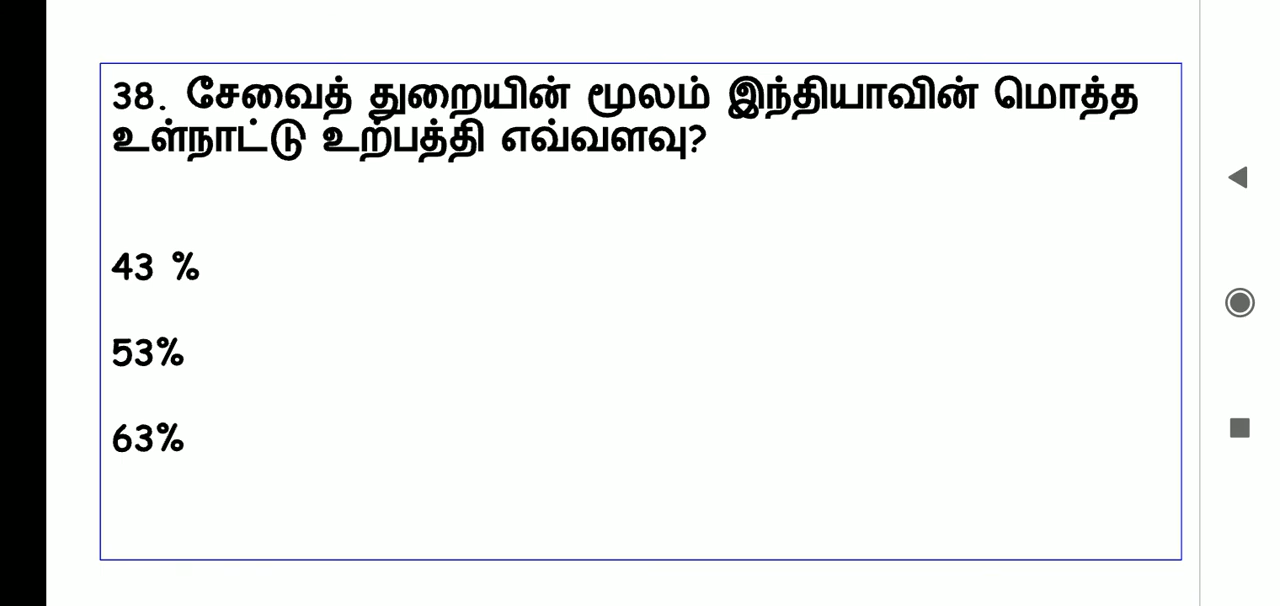 38. சேவைத் துறையின் மூலம் இந்தியாவின் மொத்த
உள்நாட்டு உற்பத்தி எவ்வளவு?
43 %
53%
63%